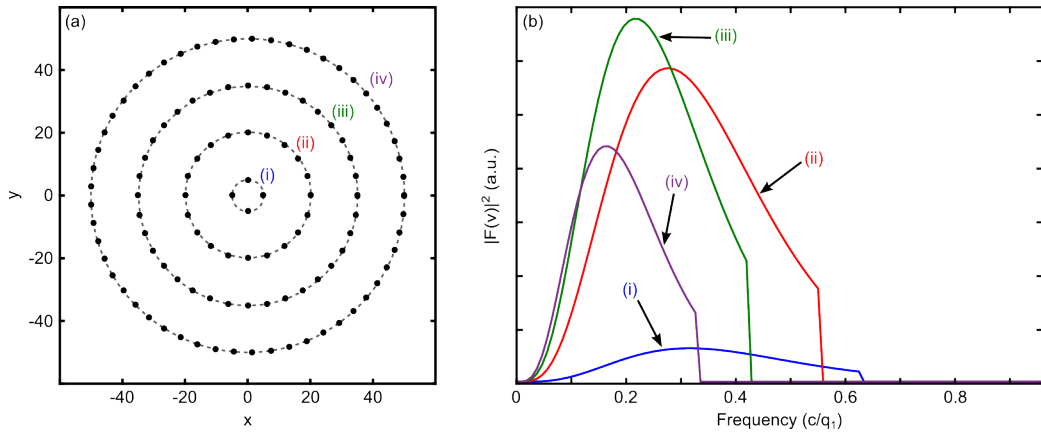 (a)
(iv)
(iii)
(ii)
(i)
40
20
0
-20
-40
y
-40
-20
0
20
40
x
(b)
(iii)
(ii)
(iv)
(i)
|F(ν)|² (a.u.)
0
0.2
0.4
0.6
0.8
Frequency (c/q₁)